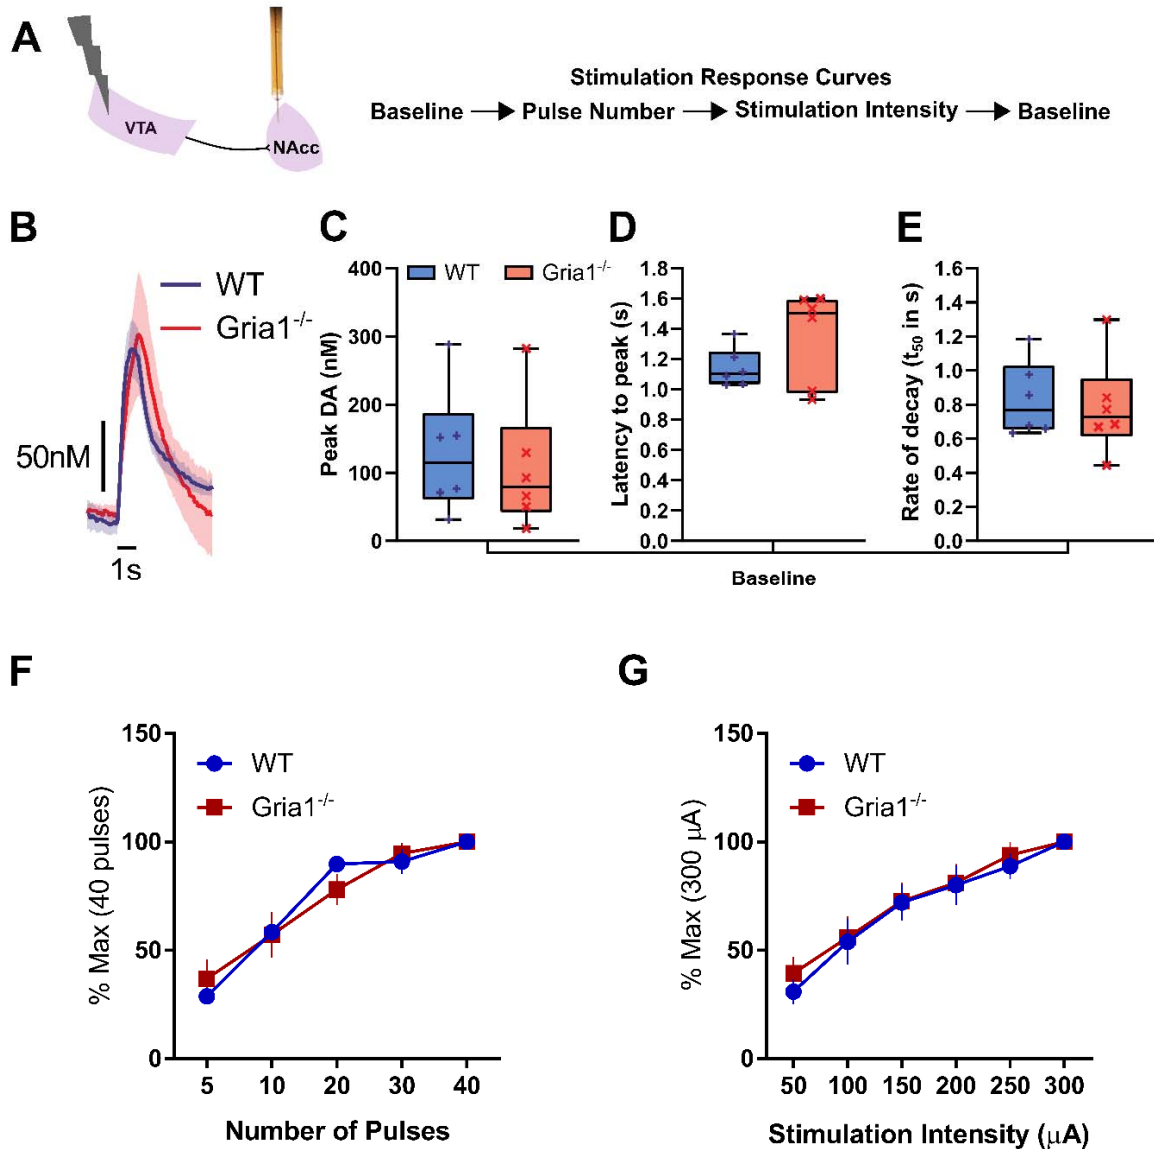 A
VTA
NAcc
Stimulation Response Curves
Baseline → Pulse Number → Stimulation Intensity → Baseline
B
WT
Gria1-/-
50nM
1s
C
WT
Gria1-/-
Peak DA (nM)
400
300
200
100
0
D
Latency to peak (s)
1.8
1.6
1.4
1.2
1.0
0.8
0.6
0.4
0.2
0.0
E
Rate of decay (t50 in s)
1.6
1.4
1.2
1.0
0.8
0.6
0.4
0.2
0.0
Baseline
F
WT
Gria1-/-
% Max (40 pulses)
150
100
50
0
5 10 20 30 40
Number of Pulses
G
WT
Gria1-/-
% Max (300 μA)
150
100
50
0
50 100 150 200 250 300
Stimulation Intensity (μA)